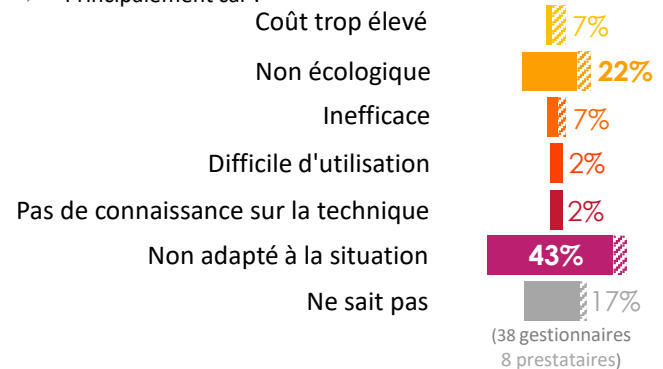 Coût trop élevé 7%
Non écologique 22%
Inefficace 7%
Difficile d'utilisation 2%
Pas de connaissance sur la technique 2%
Non adapté à la situation 43%
Ne sait pas 17%
(38 gestionnaires
8 prestataires)